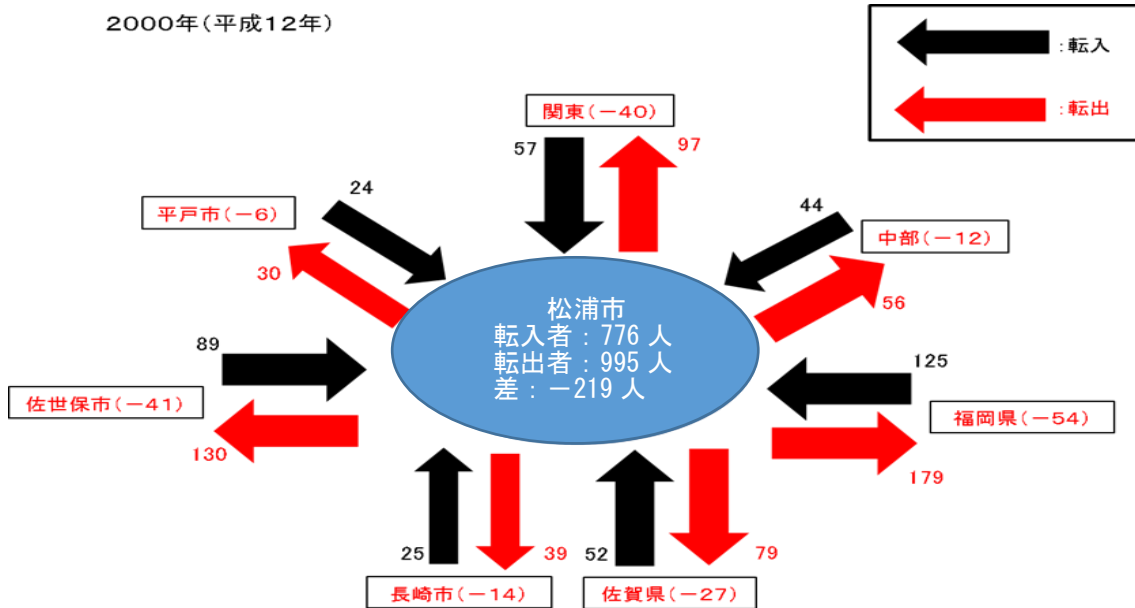 2000年(平成12年)
:転入
:転出
関東(－40)
57
97
24
平戸市(－6)
30
44
中部(－12)
56
松浦市
転入者：776 人
転出者：995 人
差：－219 人
89
佐世保市(－41)
130
125
福岡県(－54)
179
25
39
長崎市(－14)
52
79
佐賀県(－27)